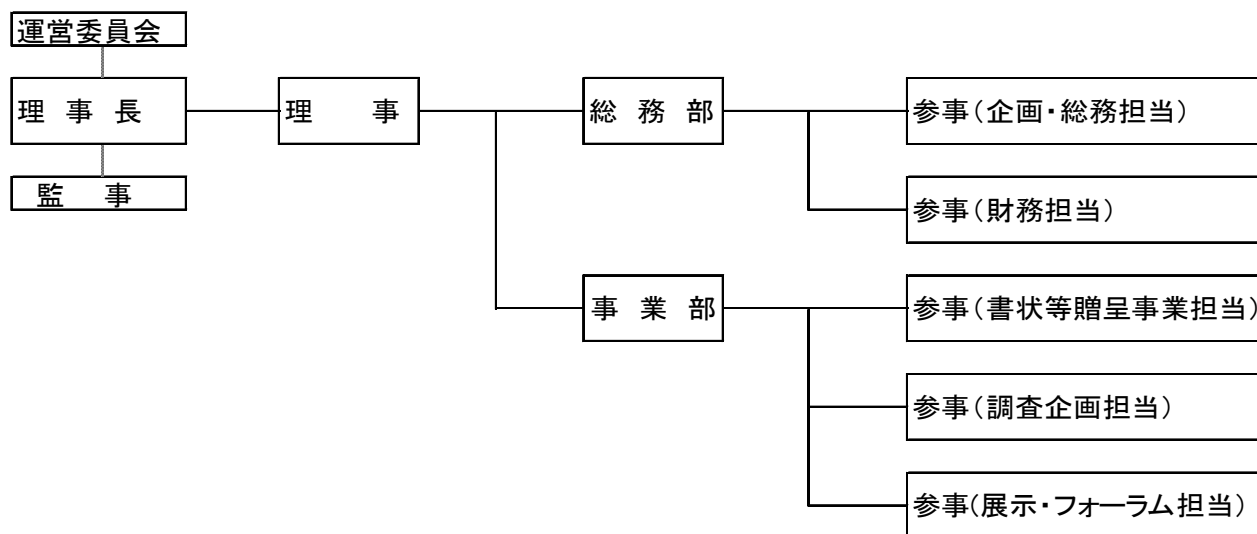 運営委員会
理事長
理事
総務部
参事(企画・総務担当)
監事
参事(財務担当)
事業部
参事(書状等贈呈事業担当)
参事(調査企画担当)
参事(展示・フォーラム担当)